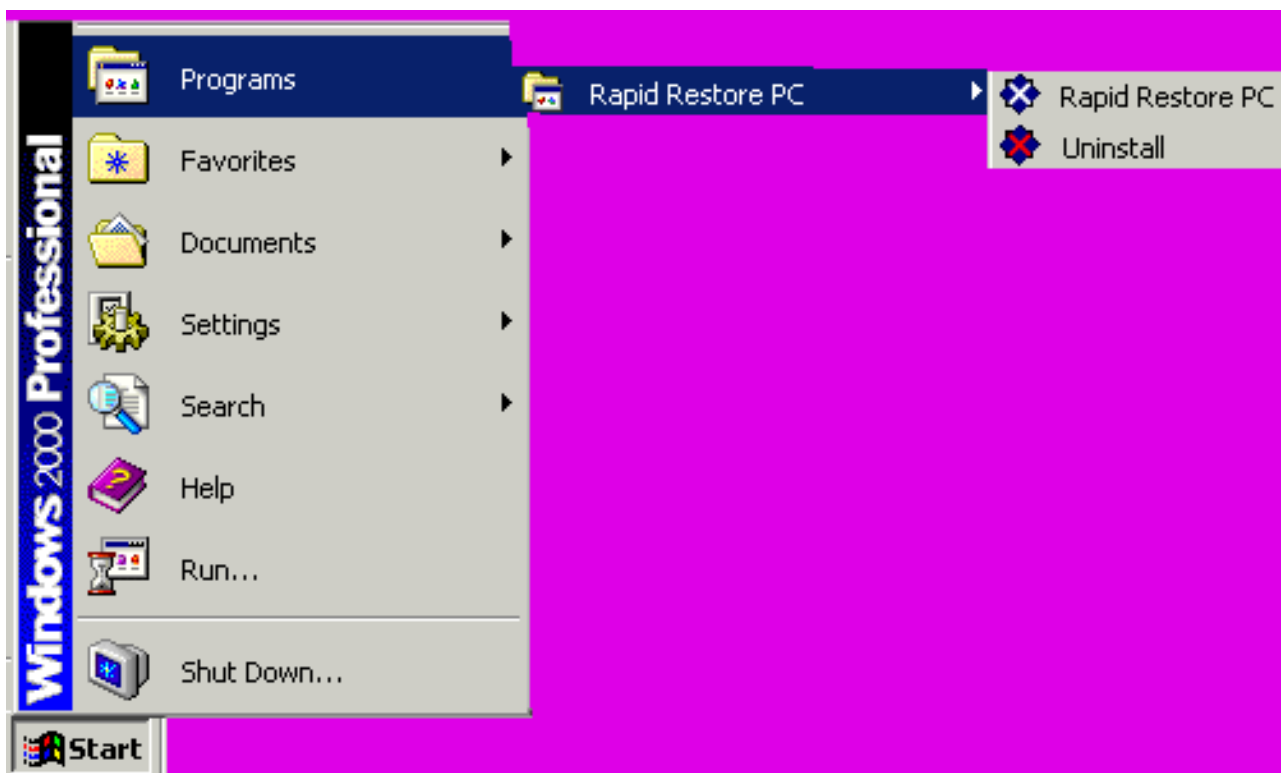 Windows 2000 Professional
Programs
Favorites
Documents
Settings
Search
Help
Run...
Shut Down...
Start
Rapid Restore PC
Rapid Restore PC
Uninstall